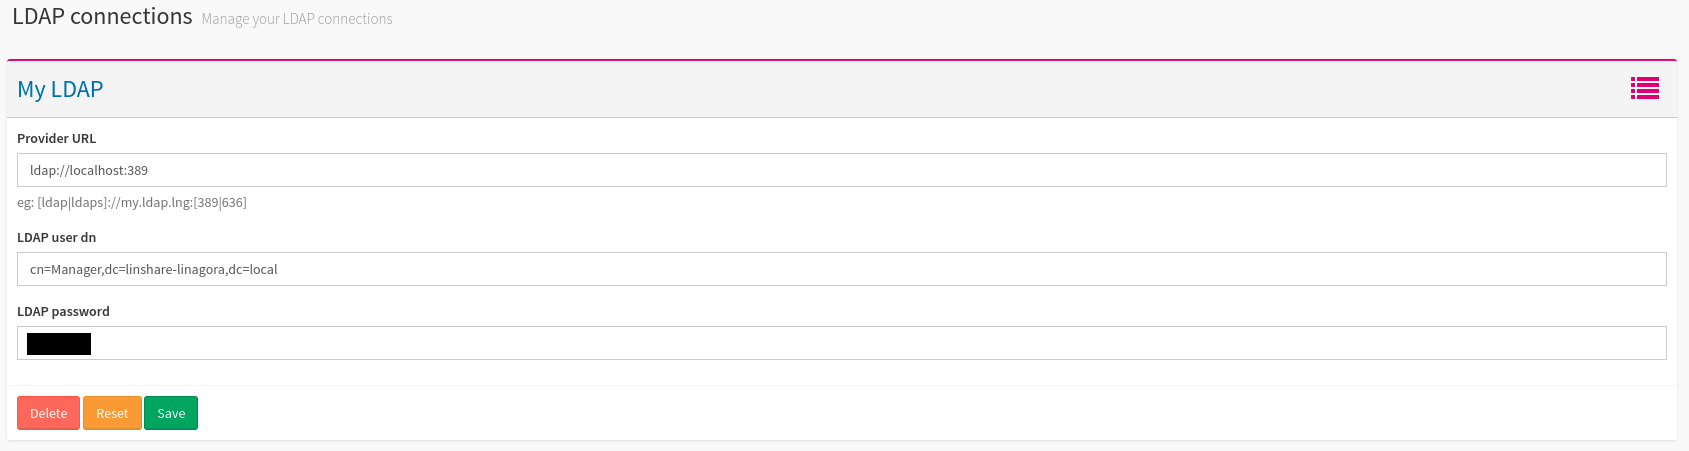 LDAP connections Manage your LDAP connections
My LDAP
Provider URL
ldap://localhost:389
eg: [ldap|ldaps]://my.ldap.lng:[389|636]
LDAP user dn
cn=Manager,dc=linshare-linagora,dc=local
LDAP password
Delete Reset Save